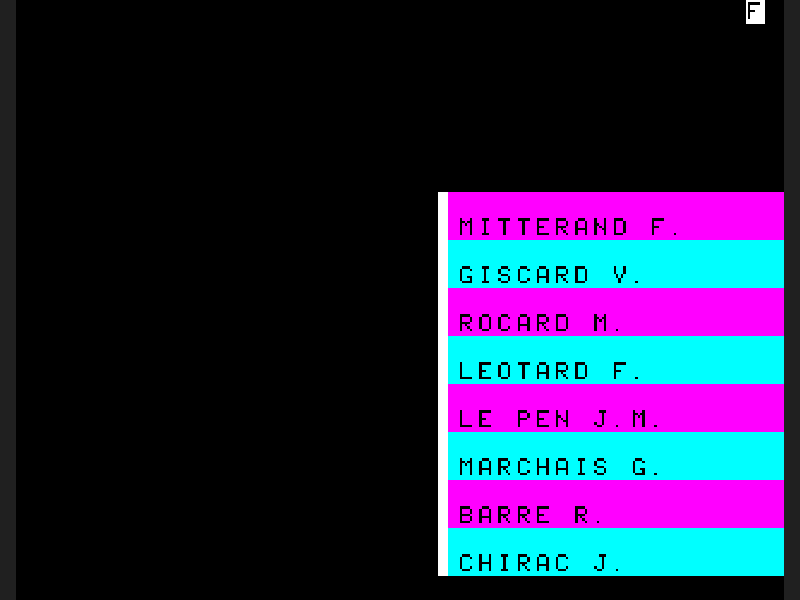 F
MITTERAND F.
GISCARD V.
ROCARD M.
LEOTARD F.
LE PEN J.M.
MARCHAIS G.
BARRE R.
CHIRAC J.